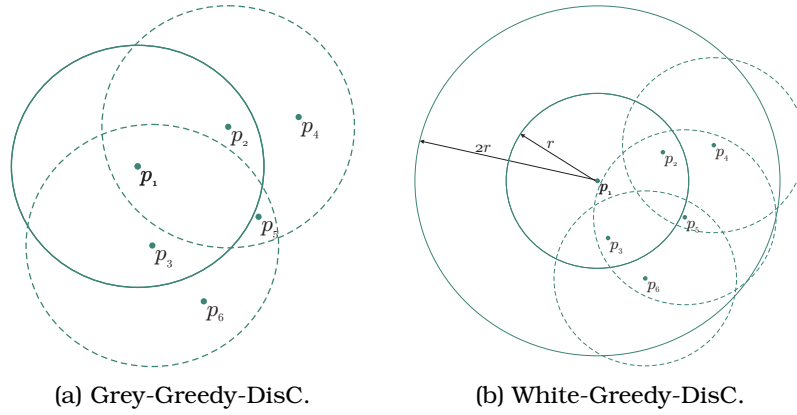 p₁
p₂
p₃
p₄
p₅
p₆
(a) Grey-Greedy-DisC.
2r
r
p₁
p₂
p₃
p₄
p₅
p₆
(b) White-Greedy-DisC.